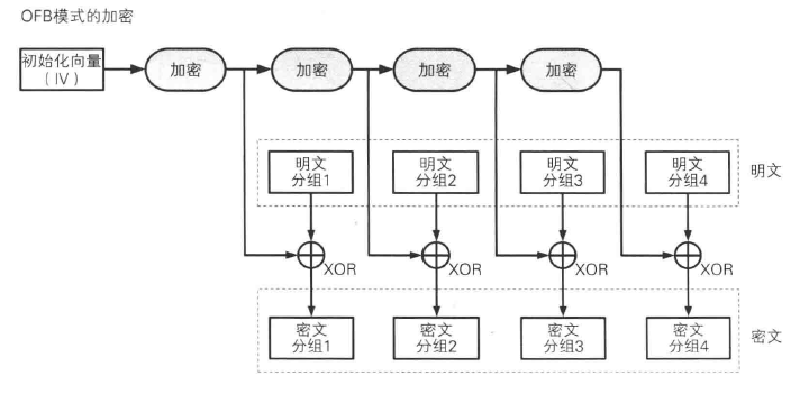 OFB模式的加密
初始化向量
（IV）
加密
加密
加密
加密
明文
分组1
明文
分组2
明文
分组3
明文
分组4
明文
XOR
XOR
XOR
XOR
密文
分组1
密文
分组2
密文
分组3
密文
分组4
密文